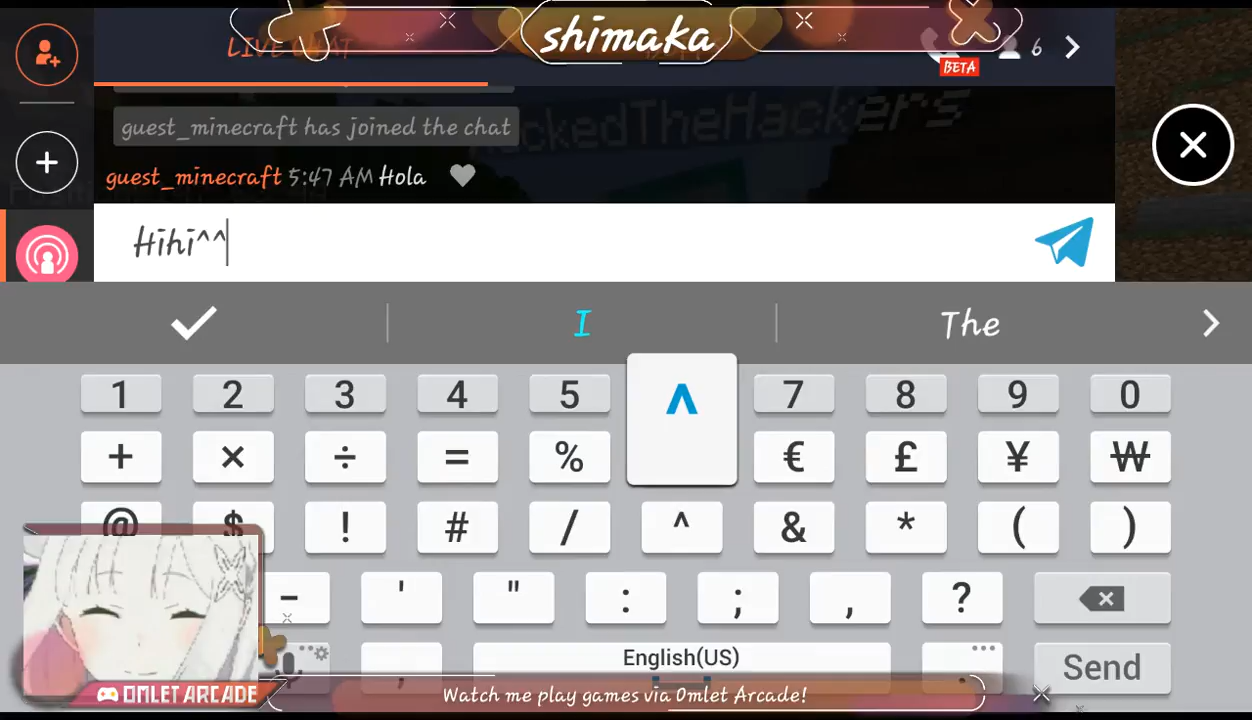 shimaka
LIVE CHAT
6
BETA
ckedTheHackers
guest_minecraft has joined the chat
guest_minecraft 5:47 AM Hola
Hihi^^
I The
^
1 2 3 4 5 7 8 9 0
+ × ÷ = % € £ ¥ ₩
@ $ ! # / ^ & * ( )
- ' " : ; , ?
English(US)
, . Send
OMLET ARCADE
Watch me play games via Omlet Arcade!